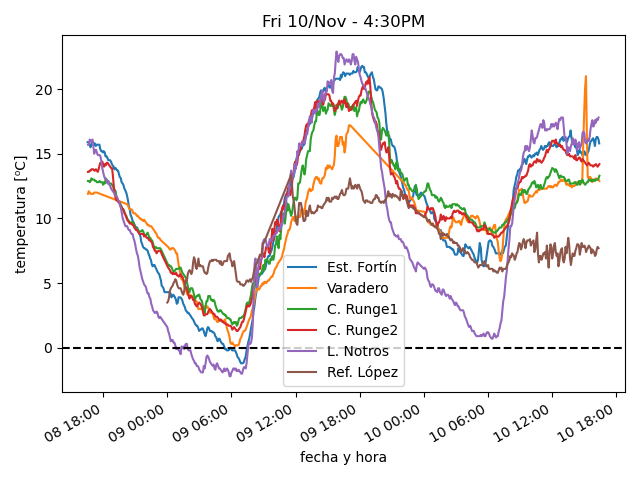 Fri 10/Nov - 4:30PM
temperatura [ºC]
20
15
10
5
0
Est. Fortín
Varadero
C. Runge1
C. Runge2
L. Notros
Ref. López
08 18:00
09 00:00
09 06:00
09 12:00
09 18:00
10 00:00
10 06:00
10 12:00
10 18:00
fecha y hora